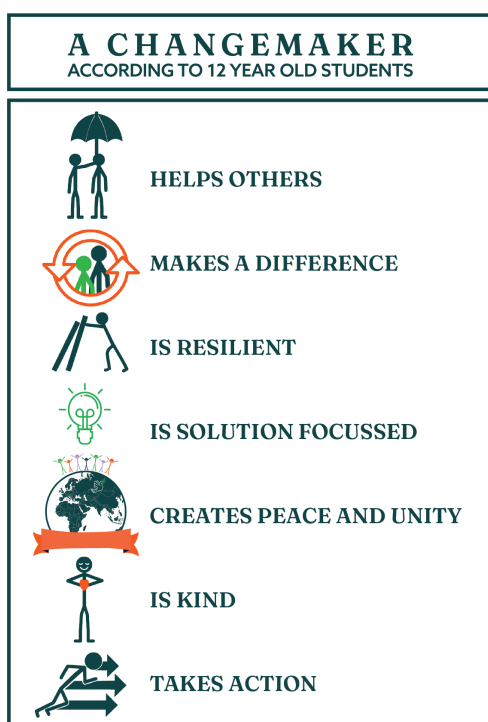 A CHANGEMAKER
ACCORDING TO 12 YEAR OLD STUDENTS
HELPS OTHERS
MAKES A DIFFERENCE
IS RESILIENT
IS SOLUTION FOCUSSED
CREATES PEACE AND UNITY
IS KIND
TAKES ACTION